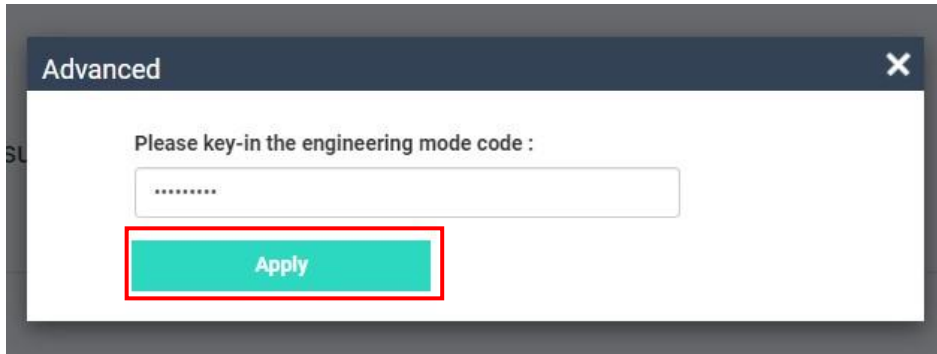 Advanced
Please key-in the engineering mode code :
•••••••••
Apply